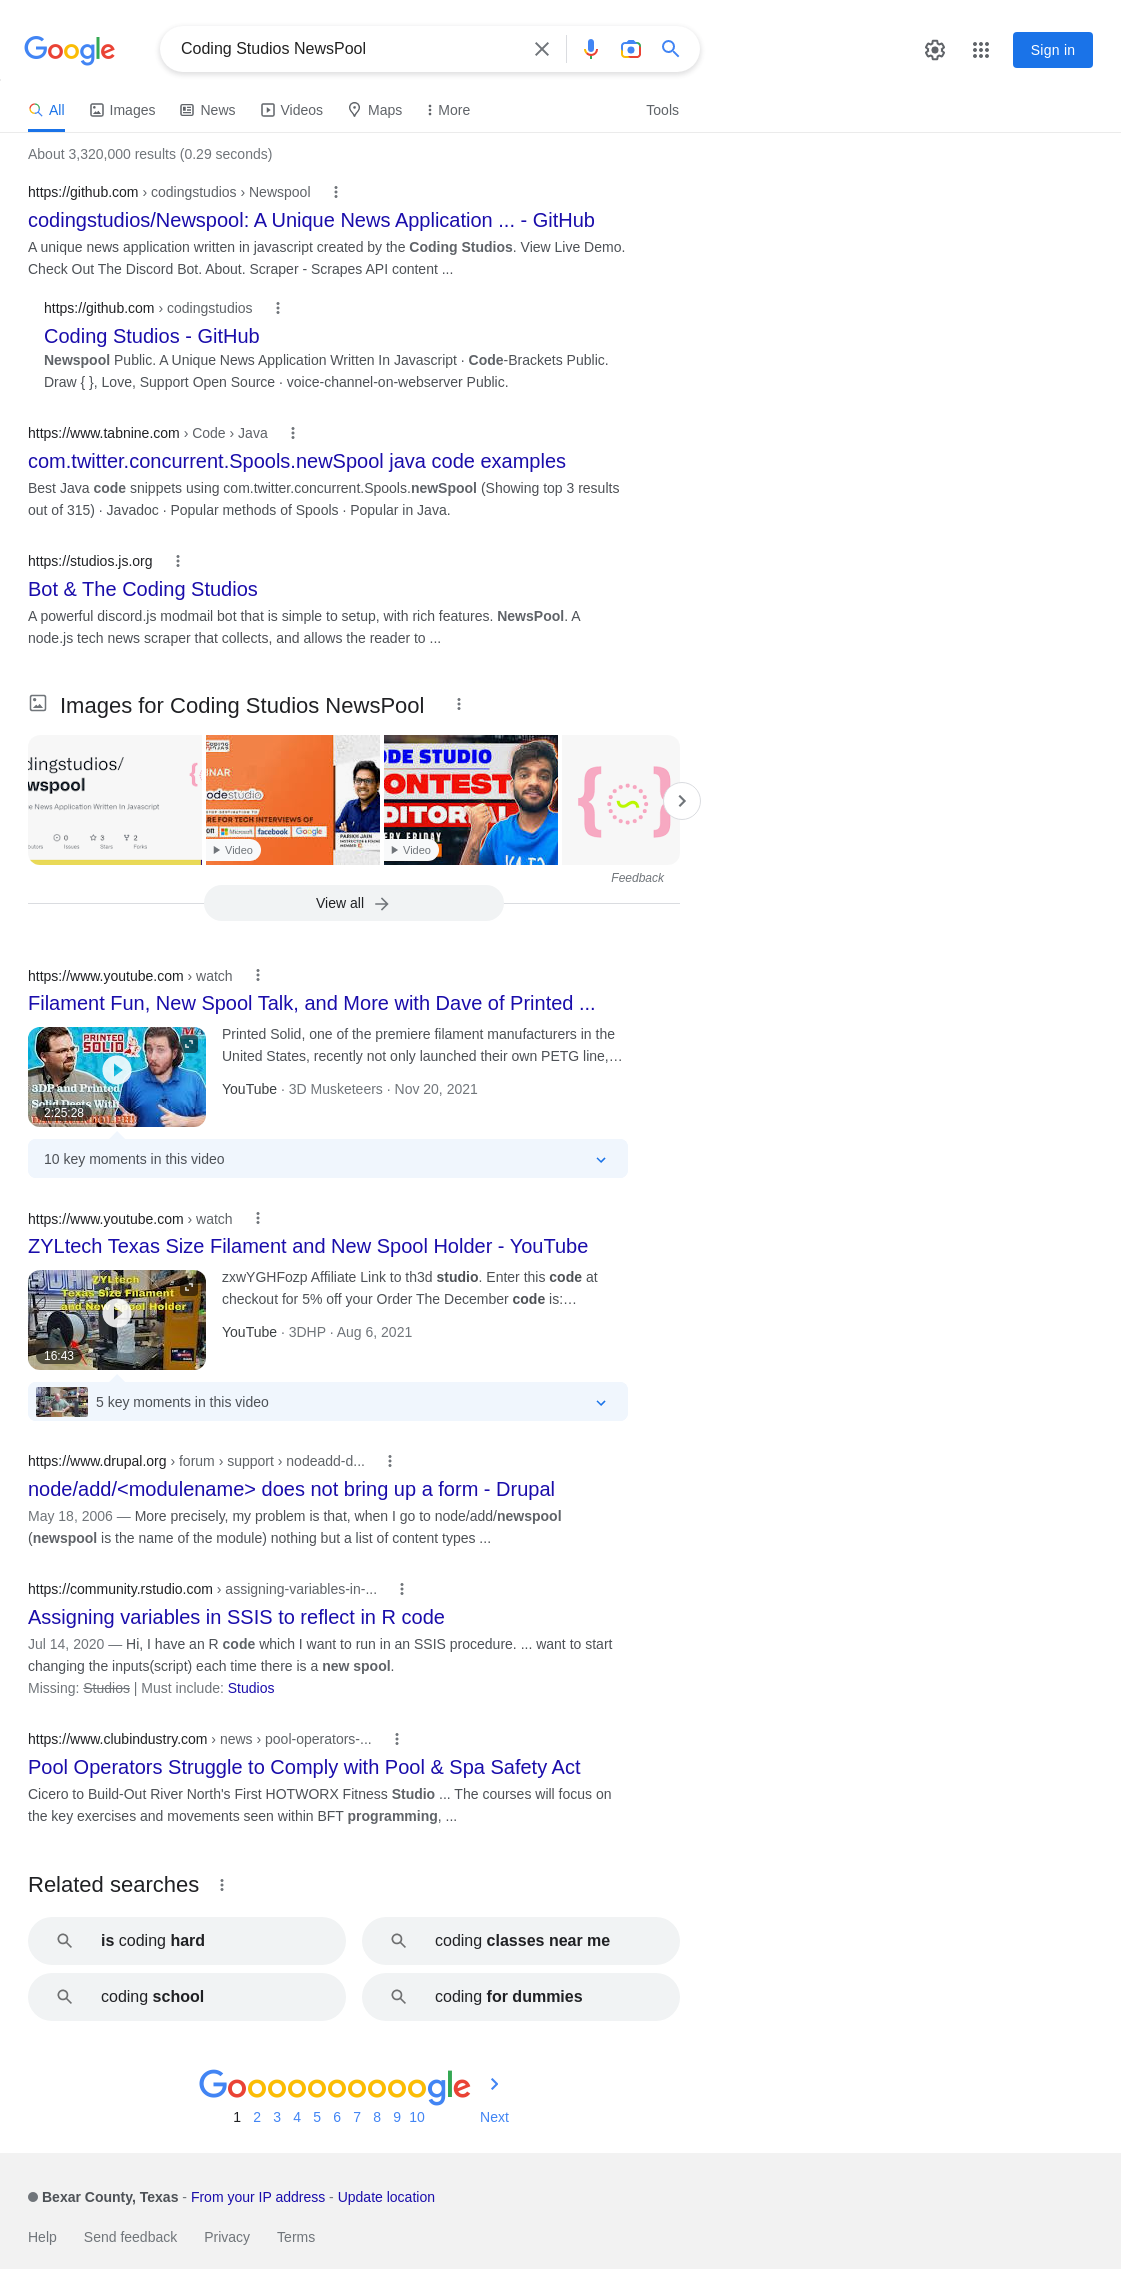 Google
Coding Studios NewsPool
Sign in
All
Images
News
Videos
Maps
More
Tools
About 3,320,000 results (0.29 seconds)
https://github.com › codingstudios › Newspool
codingstudios/Newspool: A Unique News Application ... - GitHub
A unique news application written in javascript created by the Coding Studios. View Live Demo.
Check Out The Discord Bot. About. Scraper - Scrapes API content ...
https://github.com › codingstudios
Coding Studios - GitHub
Newspool Public. A Unique News Application Written In Javascript · Code-Brackets Public.
Draw { }, Love, Support Open Source · voice-channel-on-webserver Public.
https://www.tabnine.com › Code › Java
com.twitter.concurrent.Spools.newSpool java code examples
Best Java code snippets using com.twitter.concurrent.Spools.newSpool (Showing top 3 results
out of 315) · Javadoc · Popular methods of Spools · Popular in Java.
https://studios.js.org
Bot & The Coding Studios
A powerful discord.js modmail bot that is simple to setup, with rich features. NewsPool. A
node.js tech news scraper that collects, and allows the reader to ...
Images for Coding Studios NewsPool
dingstudios/
wspool
e News Application Written In Javascript
0
3
2
Issues
Stars
Forks
INAR
odestudio
RE FOR TECH INTERVIEWS OF
on
Microsoft
facebook
Google
PARIKH JAIN
Video
ODE STUDIO
ONTEST
DITORIAL
RY FRIDAY
Video
Feedback
View all
https://www.youtube.com › watch
Filament Fun, New Spool Talk, and More with Dave of Printed ...
PRINTED
SOLID
3DP and Printed
Solid Deets With
2:25:28
Printed Solid, one of the premiere filament manufacturers in the
United States, recently not only launched their own PETG line,…
YouTube · 3D Musketeers · Nov 20, 2021
10 key moments in this video
https://www.youtube.com › watch
ZYLtech Texas Size Filament and New Spool Holder - YouTube
3DHP
ZYLtech
Texas Size Filament
and New Spool Holder
16:43
zxwYGHFozp Affiliate Link to th3d studio. Enter this code at
checkout for 5% off your Order The December code is:…
YouTube · 3DHP · Aug 6, 2021
5 key moments in this video
https://www.drupal.org › forum › support › nodeadd-d...
node/add/<modulename> does not bring up a form - Drupal
May 18, 2006 — More precisely, my problem is that, when I go to node/add/newspool
(newspool is the name of the module) nothing but a list of content types ...
https://community.rstudio.com › assigning-variables-in-...
Assigning variables in SSIS to reflect in R code
Jul 14, 2020 — Hi, I have an R code which I want to run in an SSIS procedure. ... want to start
changing the inputs(script) each time there is a new spool.
Missing: Studios | Must include: Studios
https://www.clubindustry.com › news › pool-operators-...
Pool Operators Struggle to Comply with Pool & Spa Safety Act
Cicero to Build-Out River North's First HOTWORX Fitness Studio ... The courses will focus on
the key exercises and movements seen within BFT programming, ...
Related searches
is coding hard
coding classes near me
coding school
coding for dummies
Goooooooooogle
1 2 3 4 5 6 7 8 9 10 Next
Bexar County, Texas - From your IP address - Update location
Help Send feedback Privacy Terms